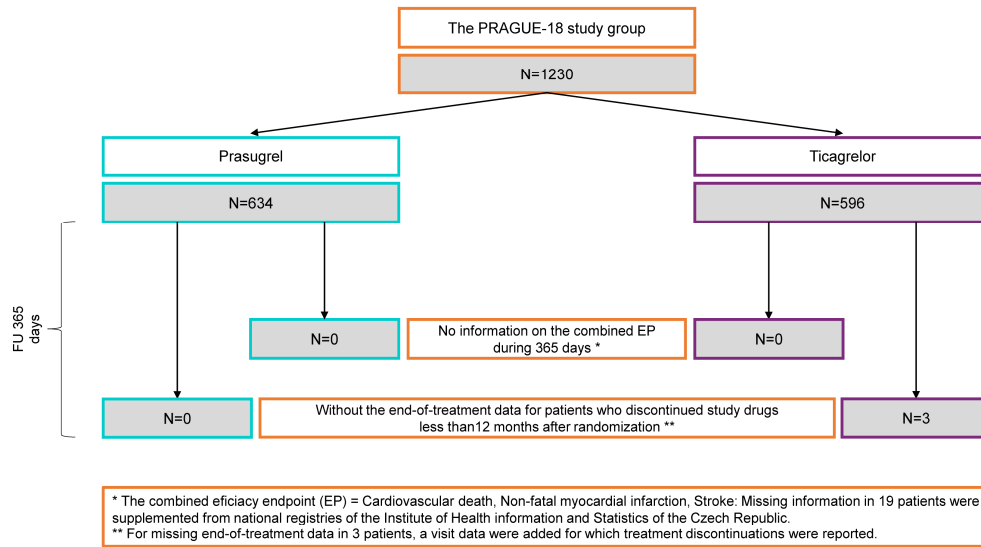 The PRAGUE-18 study group
N=1230
Prasugrel
Ticagrelor
N=634
N=596
FU 365
days
N=0
No information on the combined EP
during 365 days *
N=0
N=0
Without the end-of-treatment data for patients who discontinued study drugs
less than12 months after randomization **
N=3
* The combined eficiacy endpoint (EP) = Cardiovascular death, Non-fatal myocardial infarction, Stroke: Missing information in 19 patients were
supplemented from national registries of the Institute of Health information and Statistics of the Czech Republic.
** For missing end-of-treatment data in 3 patients, a visit data were added for which treatment discontinuations were reported.